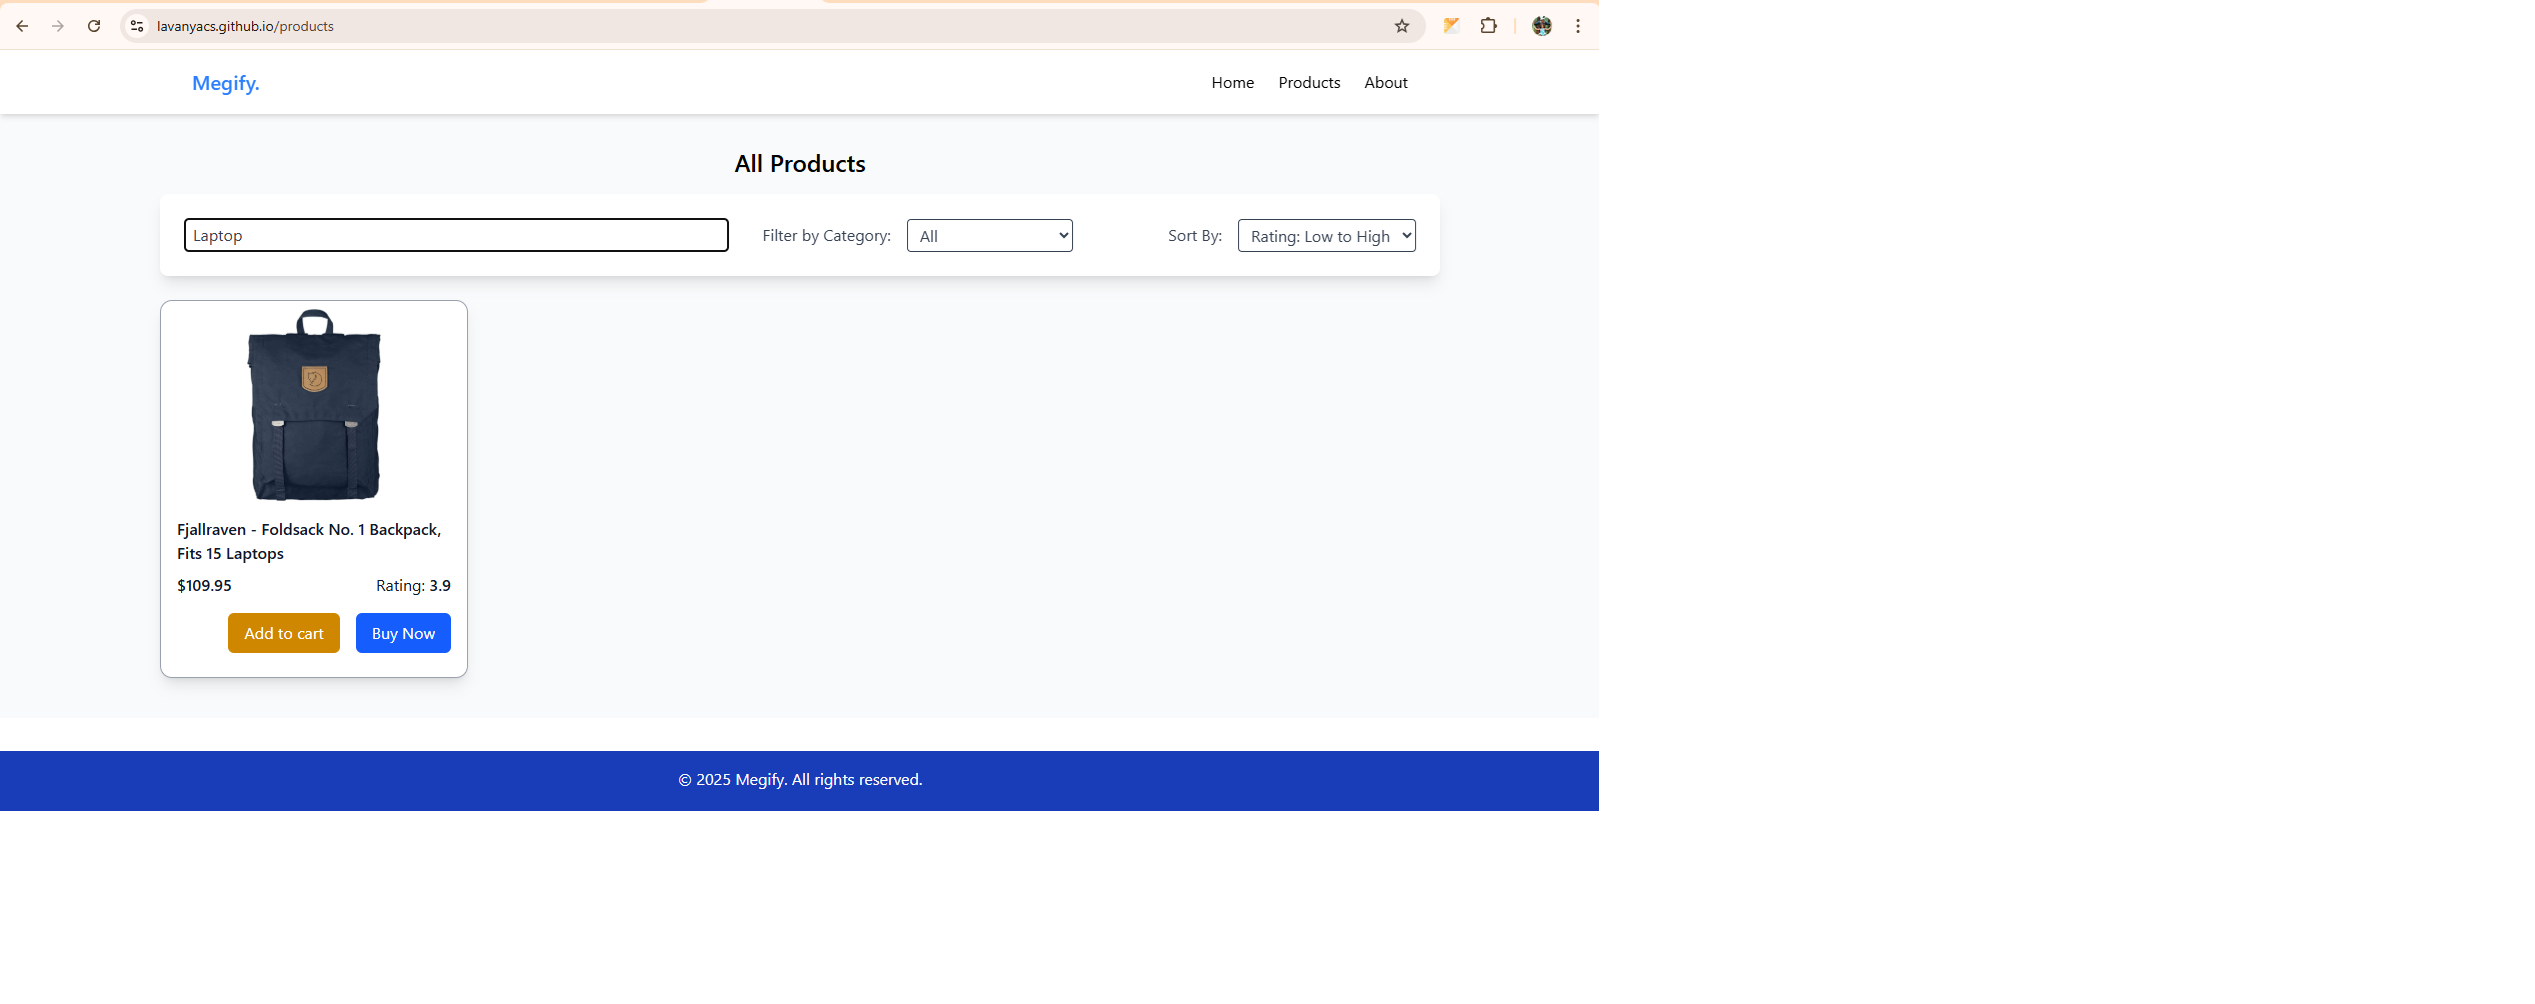 lavanyacs.github.io/products
Megify.
Home Products About
All Products
Laptop Filter by Category: All Sort By: Rating: Low to High
Fjallraven - Foldsack No. 1 Backpack,
Fits 15 Laptops
$109.95 Rating: 3.9
Add to cart Buy Now
© 2025 Megify. All rights reserved.